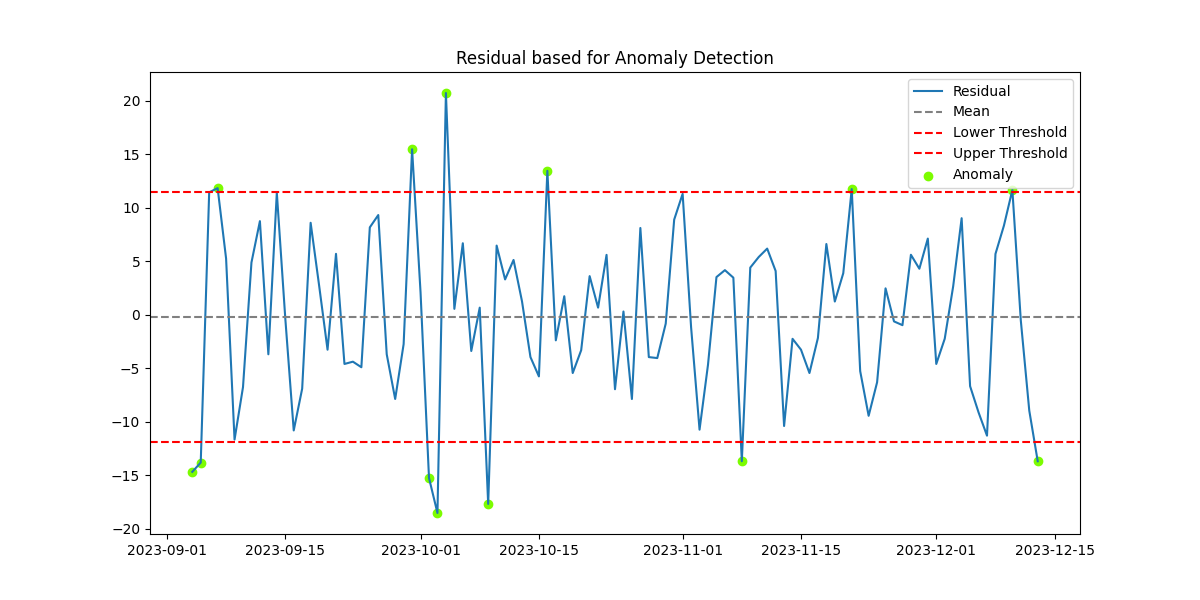 Residual based for Anomaly Detection
Residual
Mean
Lower Threshold
Upper Threshold
Anomaly
20
15
10
5
0
−5
−10
−15
−20
2023-09-01
2023-09-15
2023-10-01
2023-10-15
2023-11-01
2023-11-15
2023-12-01
2023-12-15